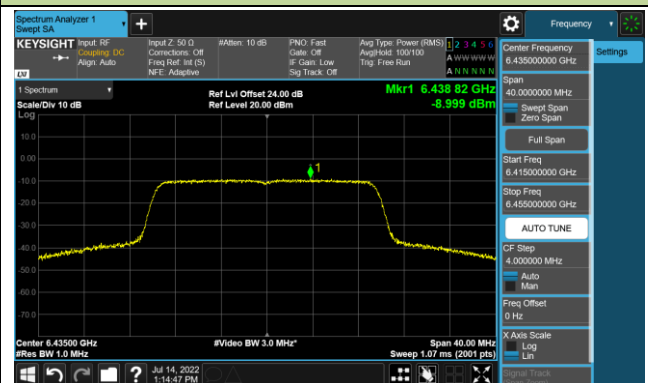 Spectrum Analyzer 1
Swept SA
Frequency
KEYSIGHT
Input: RF
Coupling: DC
Align: Auto
Input Z: 50 Ω
Corrections: Off
Freq Ref: Int (S)
NFE: Adaptive
#Atten: 10 dB
PNO: Fast
Gate: Off
IF Gain: Low
Sig Track: Off
Avg Type: Power (RMS)
Avg|Hold: 100/100
Trig: Free Run
1 2 3 4 5 6
A W W W W W
A N N N N N
LXI
1 Spectrum
Scale/Div 10 dB
Log
Ref Lvl Offset 24.00 dB
Ref Level 20.00 dBm
Mkr1 6.438 82 GHz
-8.999 dBm
10.0
0.00
-10.0
-20.0
-30.0
-40.0
-50.0
-60.0
-70.0
1
Center 6.43500 GHz
#Res BW 1.0 MHz
#Video BW 3.0 MHz*
Span 40.00 MHz
Sweep 1.07 ms (2001 pts)
Center Frequency
6.435000000 GHz
Settings
Span
40.0000000 MHz
Swept Span
Zero Span
Full Span
Start Freq
6.415000000 GHz
Stop Freq
6.455000000 GHz
AUTO TUNE
CF Step
4.000000 MHz
Auto
Man
Freq Offset
0 Hz
X Axis Scale
Log
Lin
Signal Track
Jul 14, 2022
1:14:47 PM